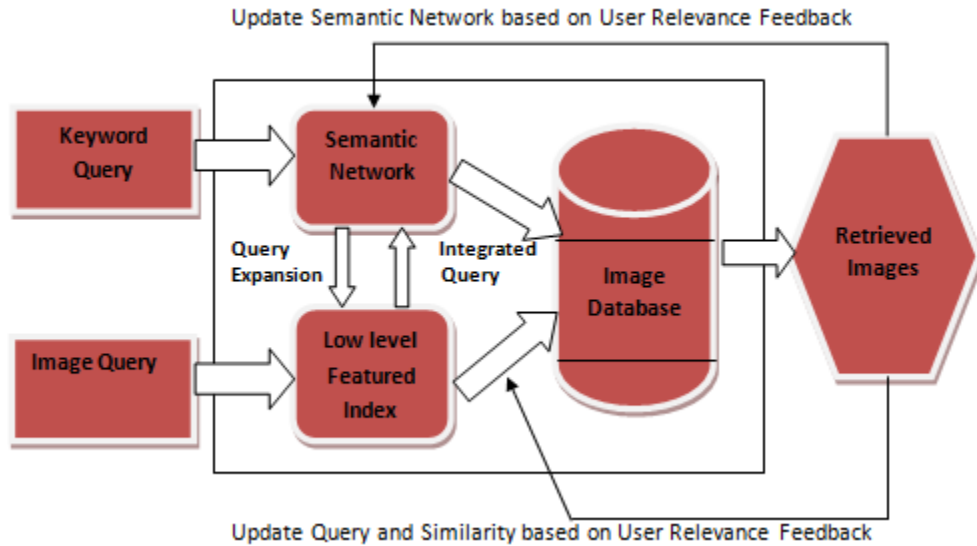 Update Semantic Network based on User Relevance Feedback
Keyword
Query
Semantic
Network
Query
Expansion
Integrated
Query
Image
Database
Retrieved
Images
Image Query
Low level
Featured
Index
Update Query and Similarity based on User Relevance Feedback